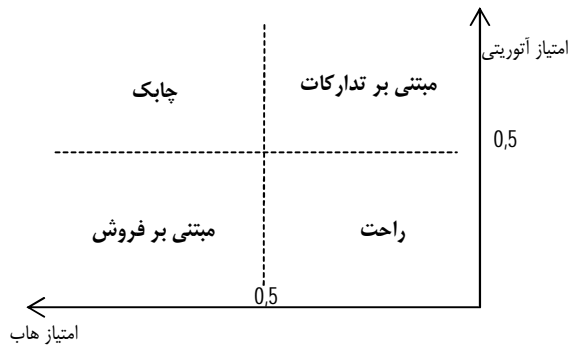 امتیاز آتوریتی
مبتنی بر تدارکات
چابک
0,5
راحت
مبتنی بر فروش
0,5
امتیاز هاب